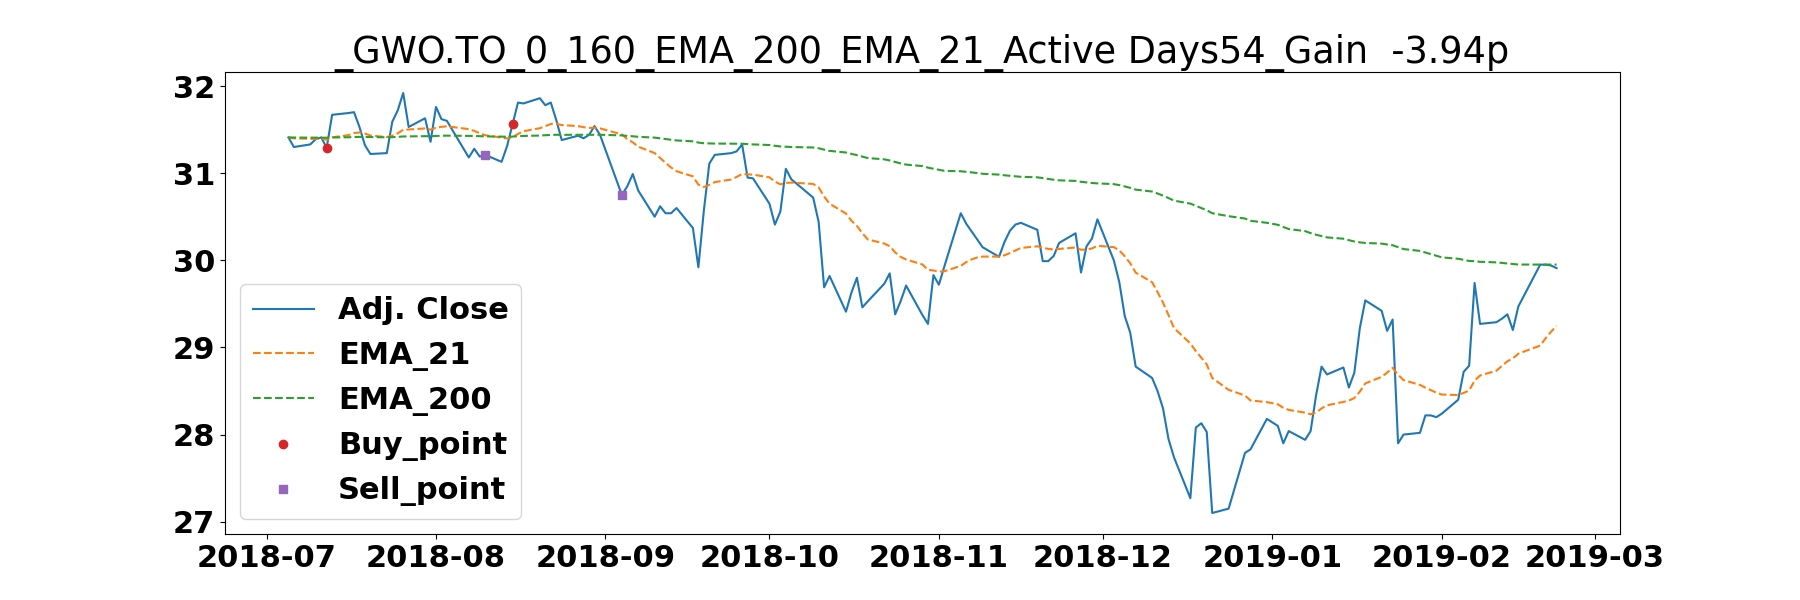 _GWO.TO_0_160_EMA_200_EMA_21_Active Days54_Gain  -3.94p
32
31
30
29
28
27
Adj. Close
EMA_21
EMA_200
Buy_point
Sell_point
2018-07 2018-08 2018-09 2018-10 2018-11 2018-12 2019-01 2019-02 2019-03